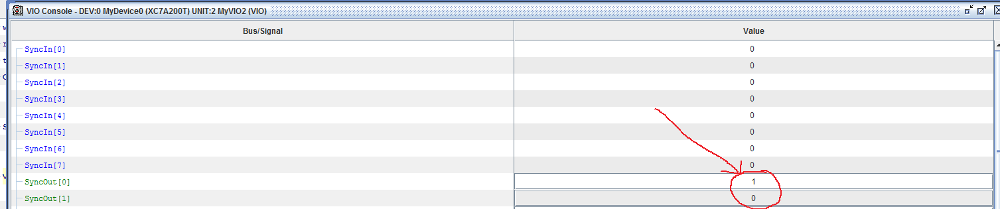 VIO Console - DEV:0 MyDevice0 (XC7A200T) UNIT:2 MyVIO2 (VIO)
Bus/Signal Value
SyncIn[0] 0
SyncIn[1] 0
SyncIn[2] 0
SyncIn[3] 0
SyncIn[4] 0
SyncIn[5] 0
SyncIn[6] 0
SyncIn[7] 0
SyncOut[0] 1
SyncOut[1] 0